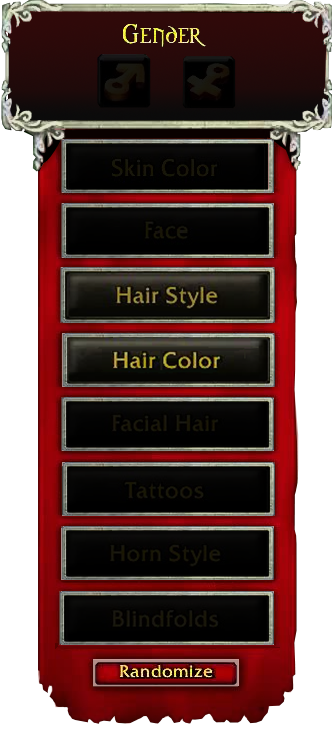 Gender
Skin Color
Face
Hair Style
Hair Color
Facial Hair
Tattoos
Horn Style
Blindfolds
Randomize